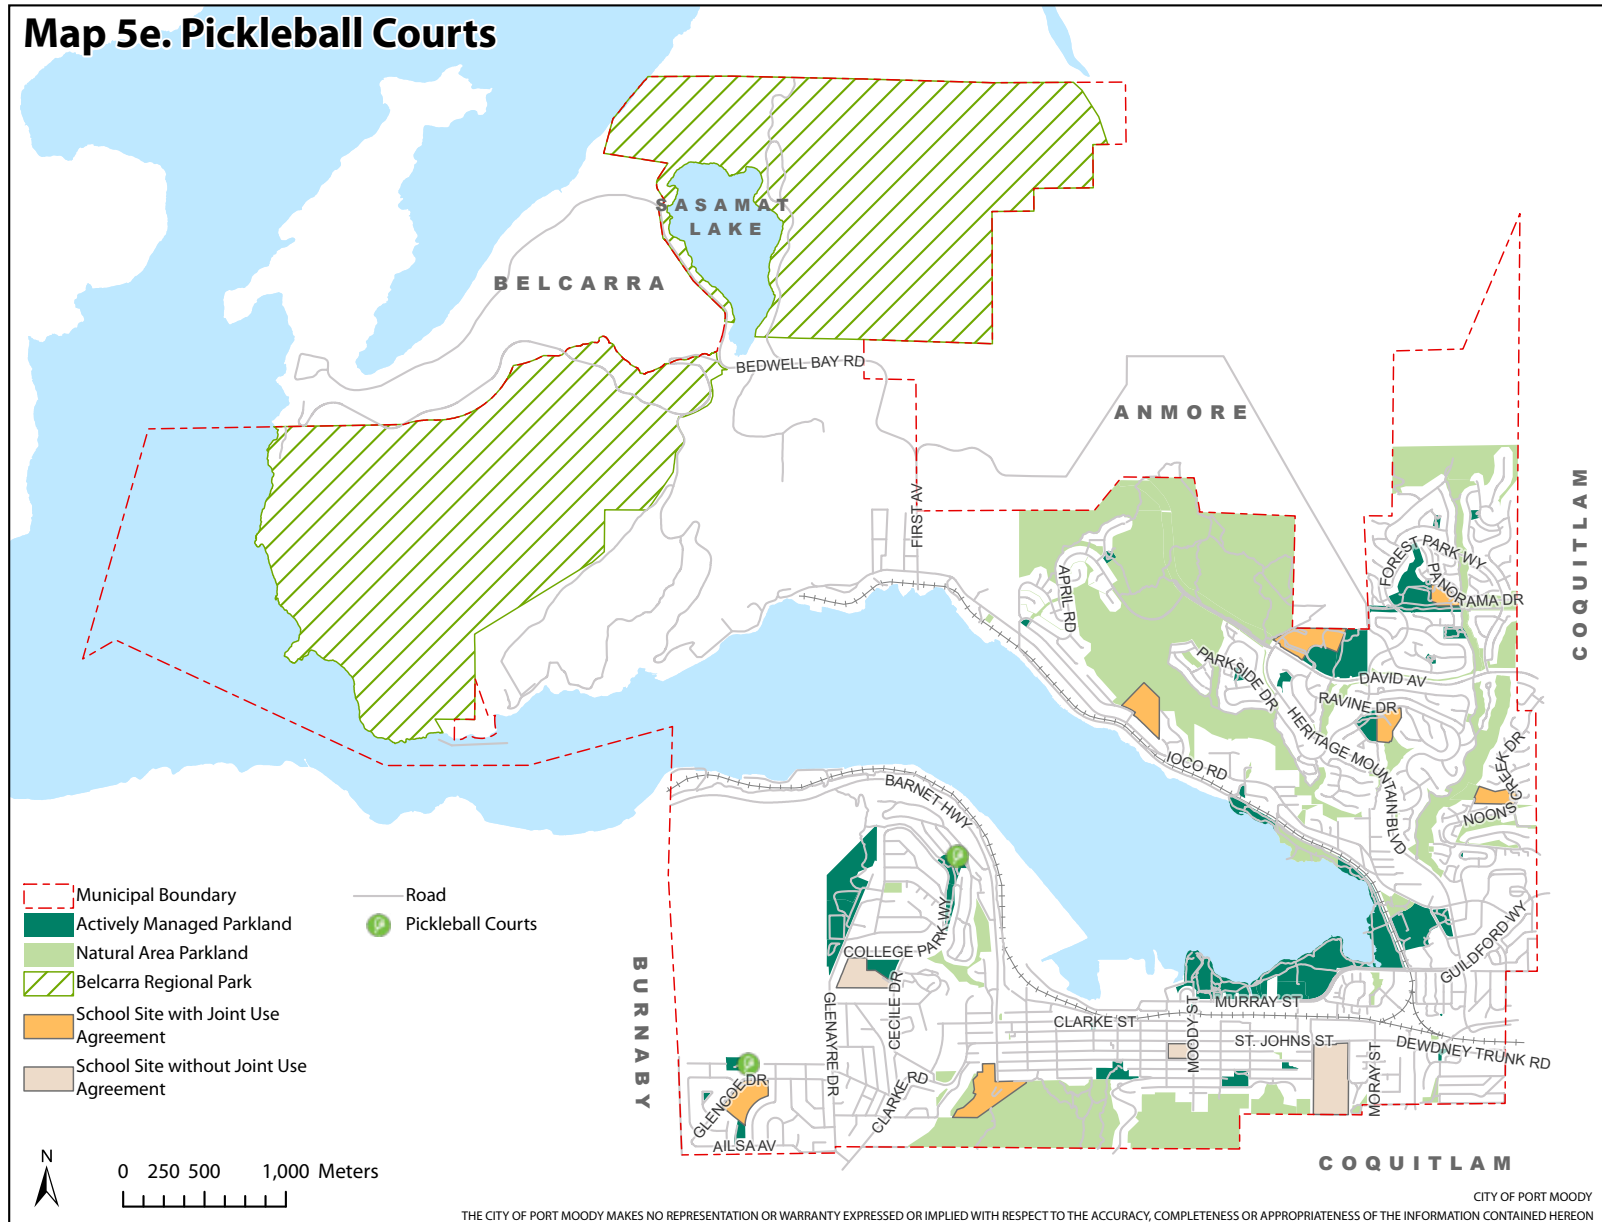 Map 5e. Pickleball Courts
SASAMAT
LAKE
BELCARRA
BEDWELL BAY RD
ANMORE
COQUITLAM
FIRST AV
APRIL RD
FOREST PARK WY
PANORAMA DR
PARKSIDE DR
DAVID AV
RAVINE DR
HERITAGE MOUNTAIN BLVD
IOCO RD
NOONS CREEK DR
BARNET HWY
COLLEGE PARK WY
GUILDFORD WY
BURNABY
GLENAYRE DR
CECILE DR
MURRAY ST
CLARKE ST
MOODY ST
ST. JOHNS ST.
DEWDNEY TRUNK RD
MORAY ST
CLARKE RD
GLENCOE DR
AILSA AV
COQUITLAM
Municipal Boundary
Actively Managed Parkland
Natural Area Parkland
Belcarra Regional Park
School Site with Joint Use
Agreement
School Site without Joint Use
Agreement
Road
Pickleball Courts
N
0 250 500 1,000 Meters
CITY OF PORT MOODY
THE CITY OF PORT MOODY MAKES NO REPRESENTATION OR WARRANTY EXPRESSED OR IMPLIED WITH RESPECT TO THE ACCURACY, COMPLETENESS OR APPROPRIATENESS OF THE INFORMATION CONTAINED HEREON